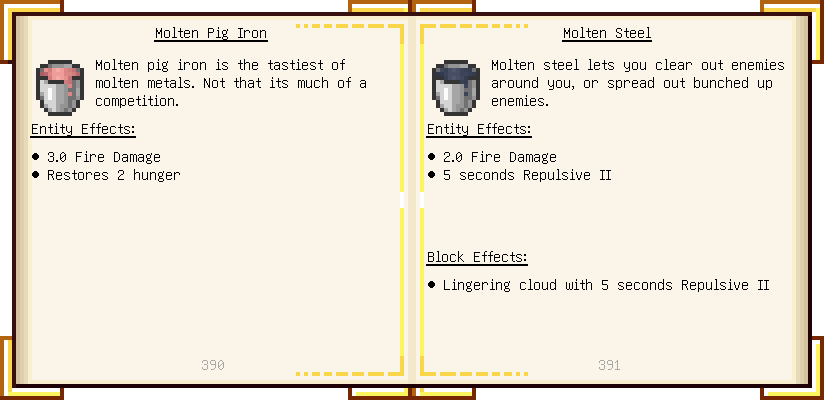 Molten Pig Iron
Molten pig iron is the tastiest of
molten metals. Not that its much of a
competition.
Entity Effects:
• 3.0 Fire Damage
• Restores 2 hunger
390
Molten Steel
Molten steel lets you clear out enemies
around you, or spread out bunched up
enemies.
Entity Effects:
• 2.0 Fire Damage
• 5 seconds Repulsive II
Block Effects:
• Lingering cloud with 5 seconds Repulsive II
391